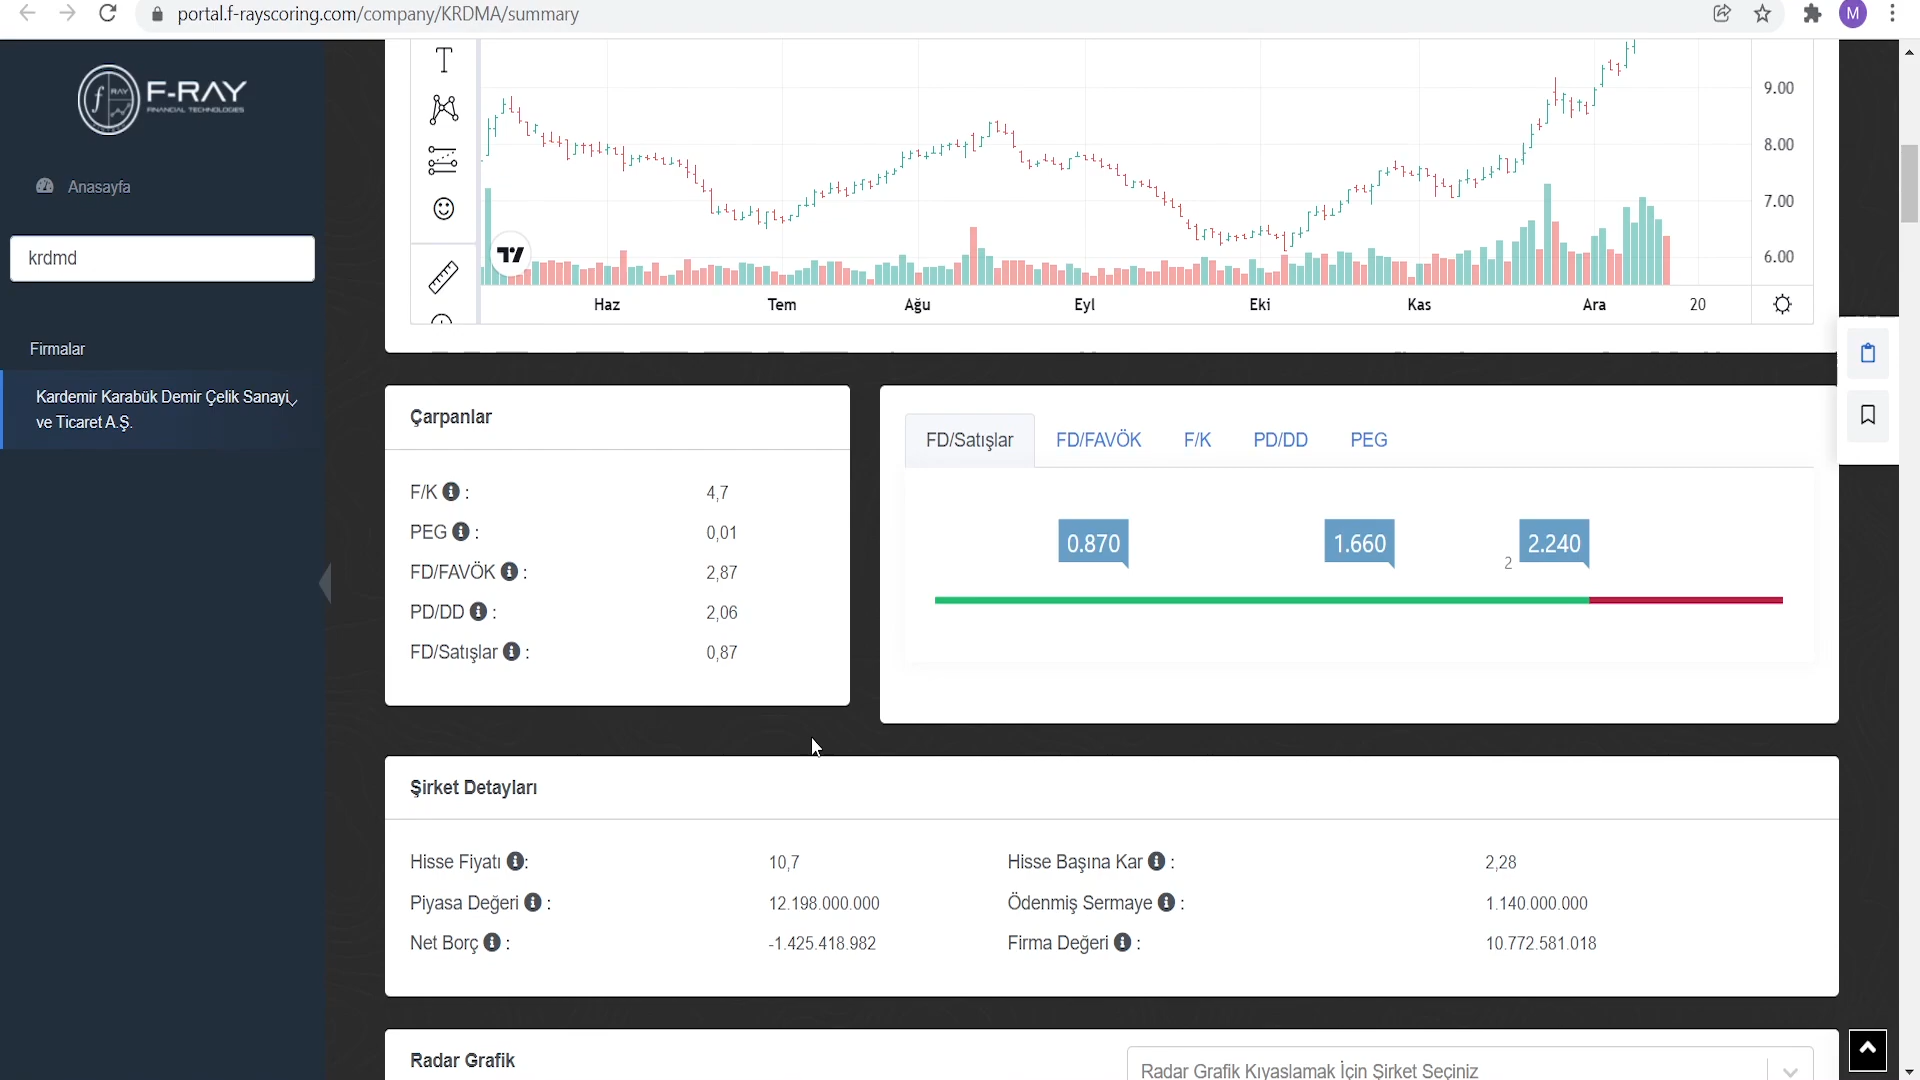 portal.f-rayscoring.com/company/KRDMA/summary
M
RAY
F-RAY
FINANCIAL TECHNOLOGIES
Anasayfa
krdmd
Firmalar
Kardemir Karabük Demir Çelik Sanayi
ve Ticaret A.Ş.
T
9.00
8.00
7.00
6.00
Haz Tem Ağu Eyl Eki Kas Ara 20
Çarpanlar
F/K : 4,7
PEG : 0,01
FD/FAVÖK : 2,87
PD/DD : 2,06
FD/Satışlar : 0,87
FD/Satışlar FD/FAVÖK F/K PD/DD PEG
0.870 1.660 2 2.240
Şirket Detayları
Hisse Fiyatı : 10,7 Hisse Başına Kar : 2,28
Piyasa Değeri : 12.198.000.000 Ödenmiş Sermaye : 1.140.000.000
Net Borç : -1.425.418.982 Firma Değeri : 10.772.581.018
Radar Grafik
Radar Grafik Kıyaslamak İçin Şirket Seçiniz